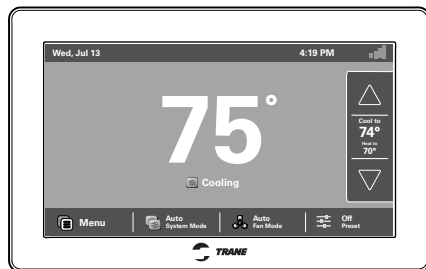 Wed, Jul 13
4:19 PM
75°
Cooling
Cool to
74°
Heat to
70°
Menu
Auto
System Mode
Auto
Fan Mode
Off
Preset
TRANE